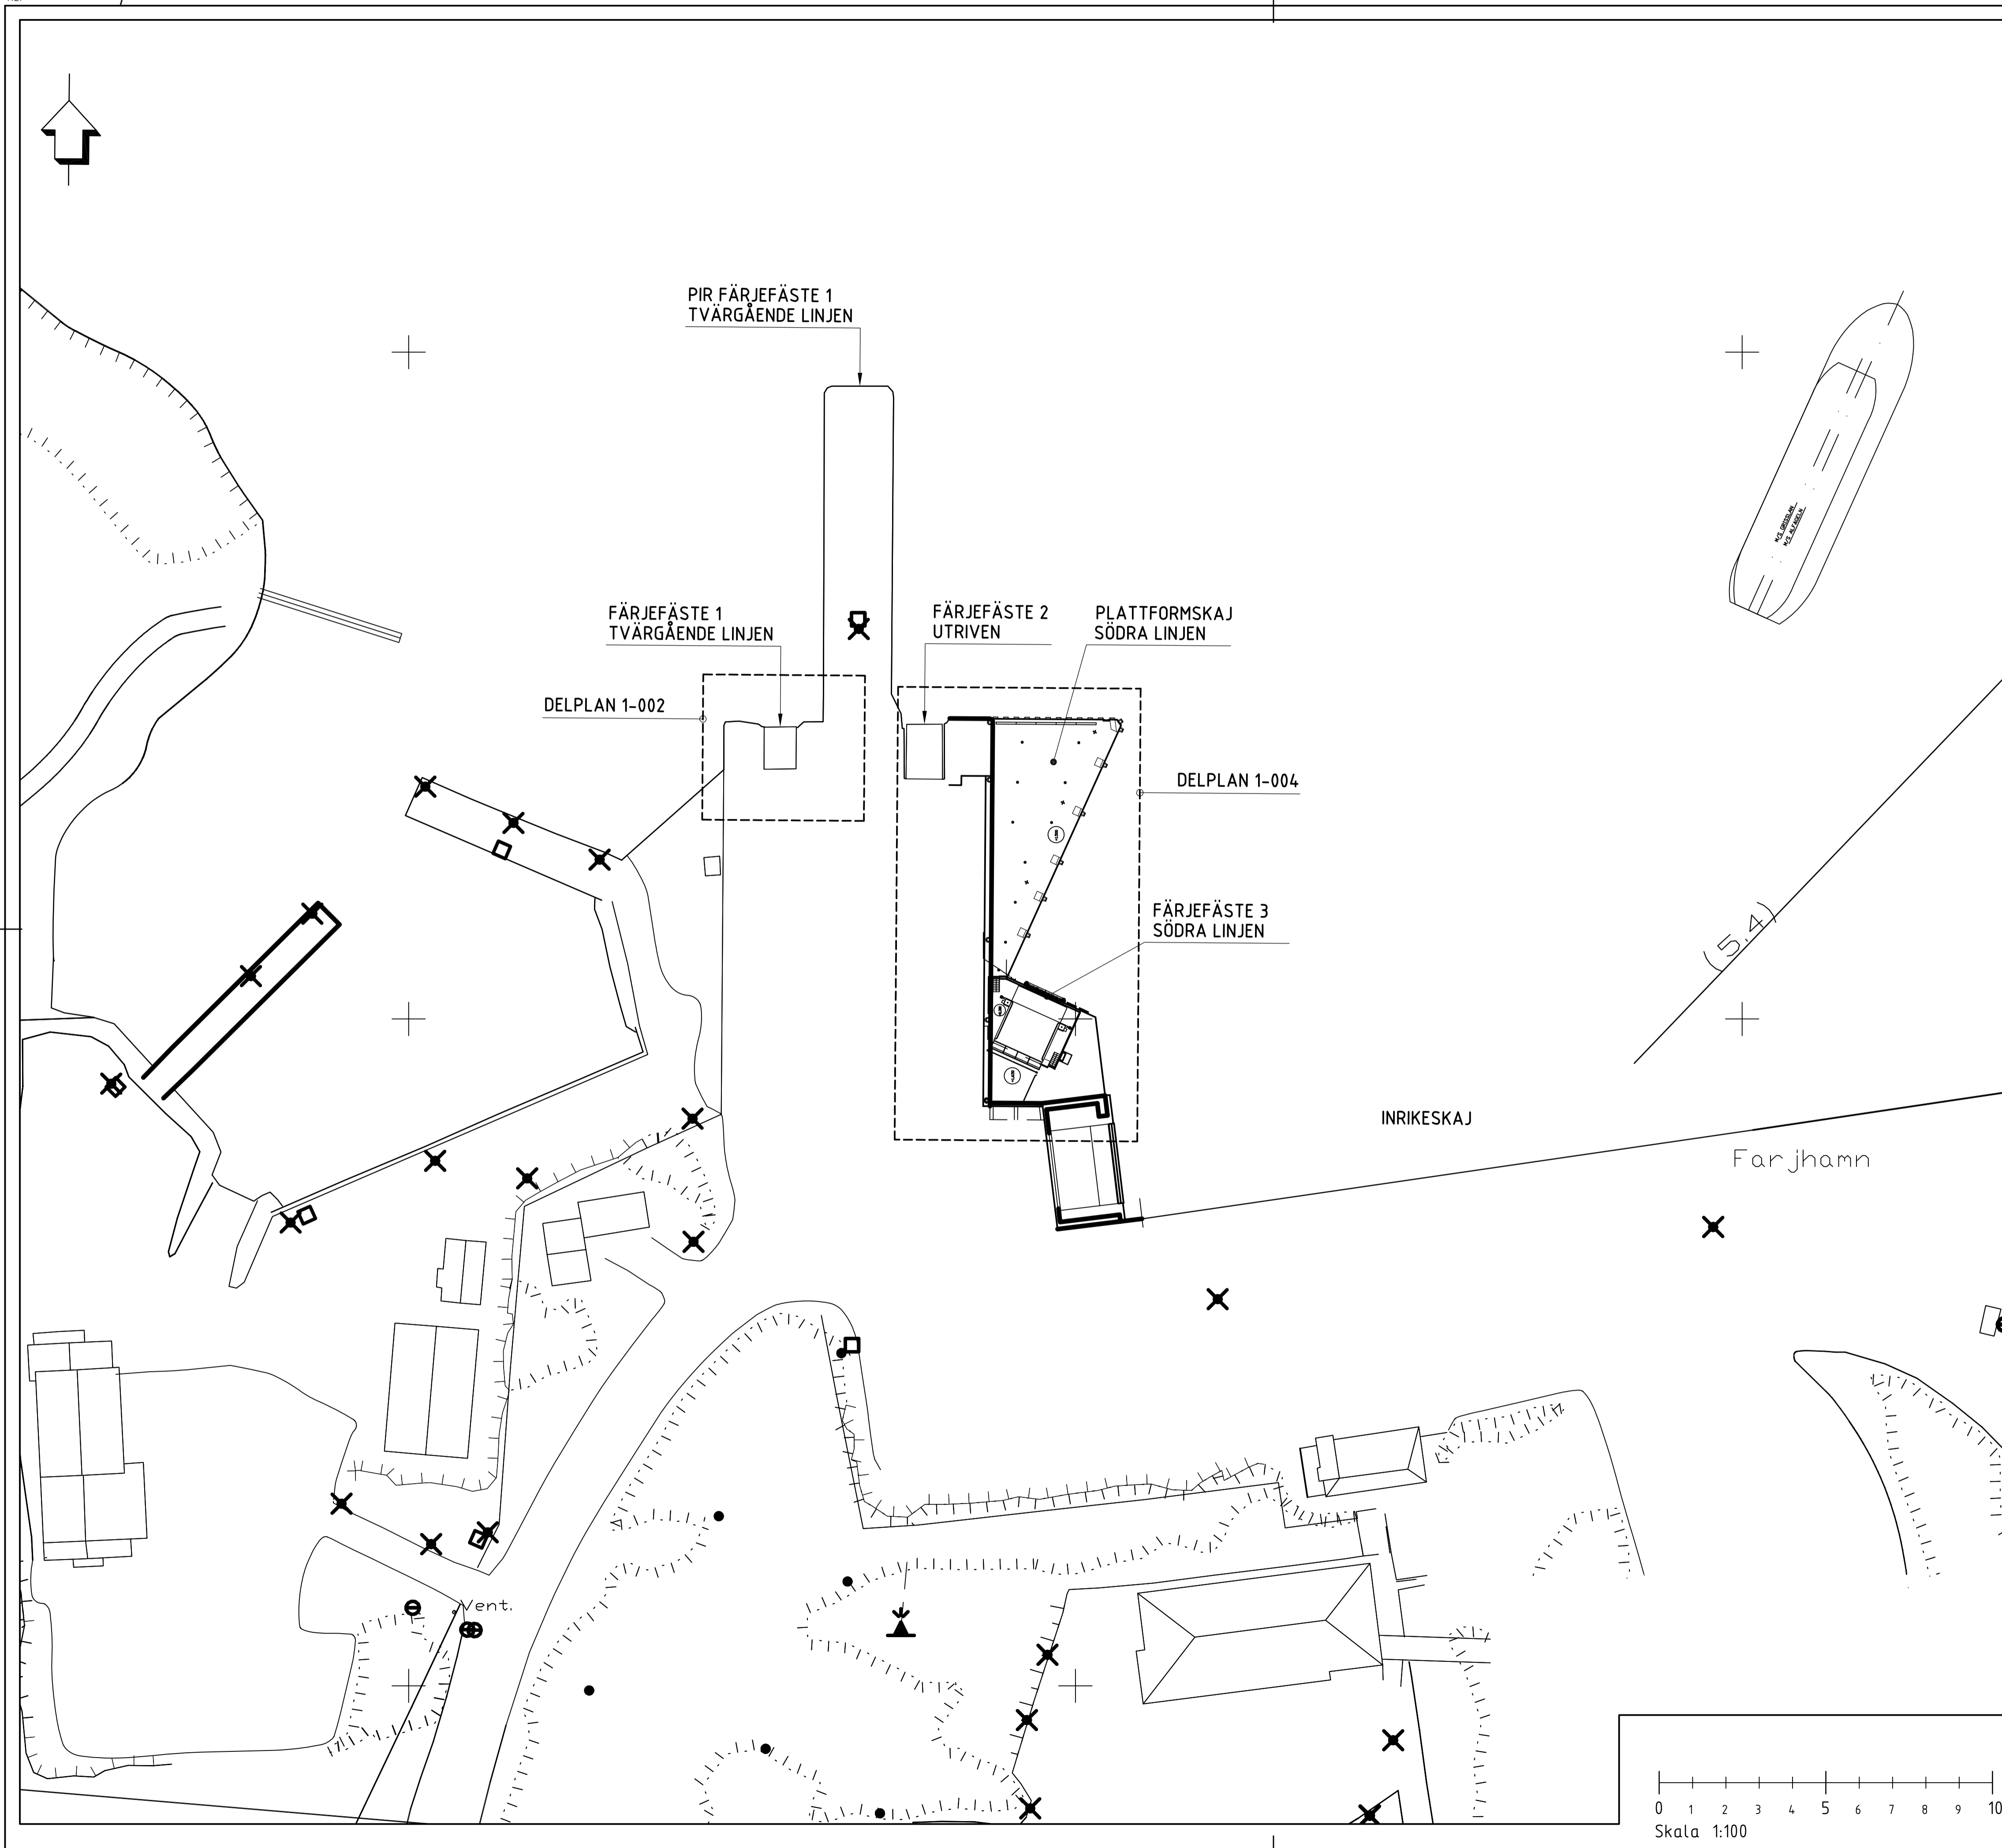 PIR FÄRJEFÄSTE 1
TVÄRGÅENDE LINJEN
M/S GRISSLAN
M/S ALFÅGELN
FÄRJEFÄSTE 1
TVÄRGÅENDE LINJEN
FÄRJEFÄSTE 2
UTRIVEN
PLATTFORMSKAJ
SÖDRA LINJEN
DELPLAN 1-002
DELPLAN 1-004
FÄRJEFÄSTE 3
SÖDRA LINJEN
(5.4)
INRIKESKAJ
Farjhamn
Vent.
0 1 2 3 4 5 6 7 8 9 10
Skala 1:100